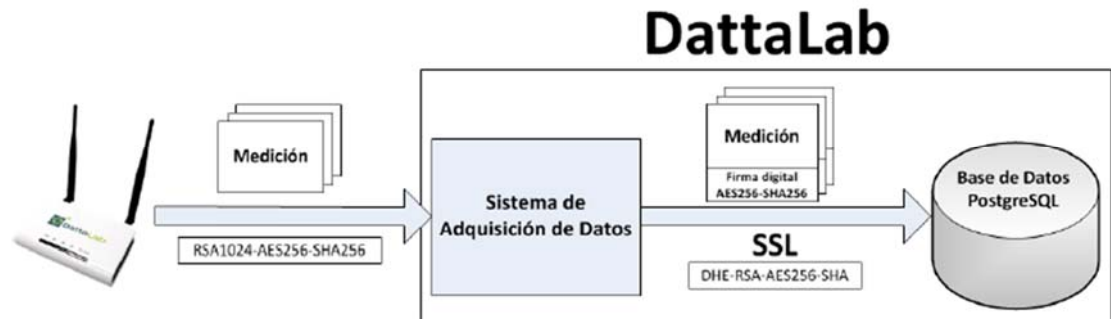 DattaLab
Medición
RSA1024-AES256-SHA256
DattaLab
Sistema de
Adquisición de Datos
Medición
Firma digital
AES256-SHA256
SSL
DHE-RSA-AES256-SHA
Base de Datos
PostgreSQL